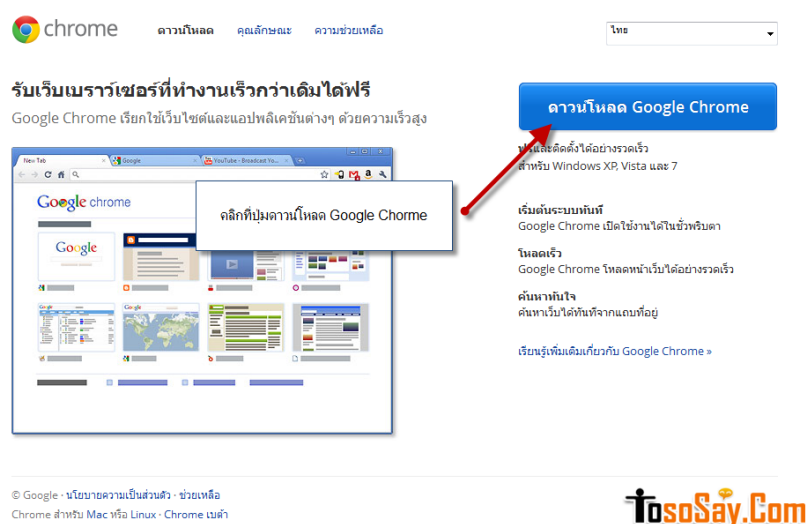 chrome ดาวน์โหลด คุณลักษณะ ความช่วยเหลือ ไทย
รับเว็บเบราว์เซอร์ที่ทำงานเร็วกว่าเดิมได้ฟรี
Google Chrome เรียกใช้เว็บไซต์และแอปพลิเคชันต่างๆ ด้วยความเร็วสูง
ดาวน์โหลด Google Chrome
ฟรีและติดตั้งได้อย่างรวดเร็ว
สำหรับ Windows XP, Vista และ 7
New Tab Google YouTube - Broadcast Yo...
Google chrome
คลิกที่ปุ่มดาวน์โหลด Google Chorme
Google
Google
Google
เริ่มต้นระบบทันที
Google Chrome เปิดใช้งานได้ในชั่วพริบตา
โหลดเร็ว
Google Chrome โหลดหน้าเว็บได้อย่างรวดเร็ว
ค้นหาทันใจ
ค้นหาเว็บได้ทันทีจากแถบที่อยู่
เรียนรู้เพิ่มเติมเกี่ยวกับ Google Chrome »
© Google · นโยบายความเป็นส่วนตัว · ช่วยเหลือ
Chrome สำหรับ Mac หรือ Linux · Chrome เบต้า
TosoSay.Com